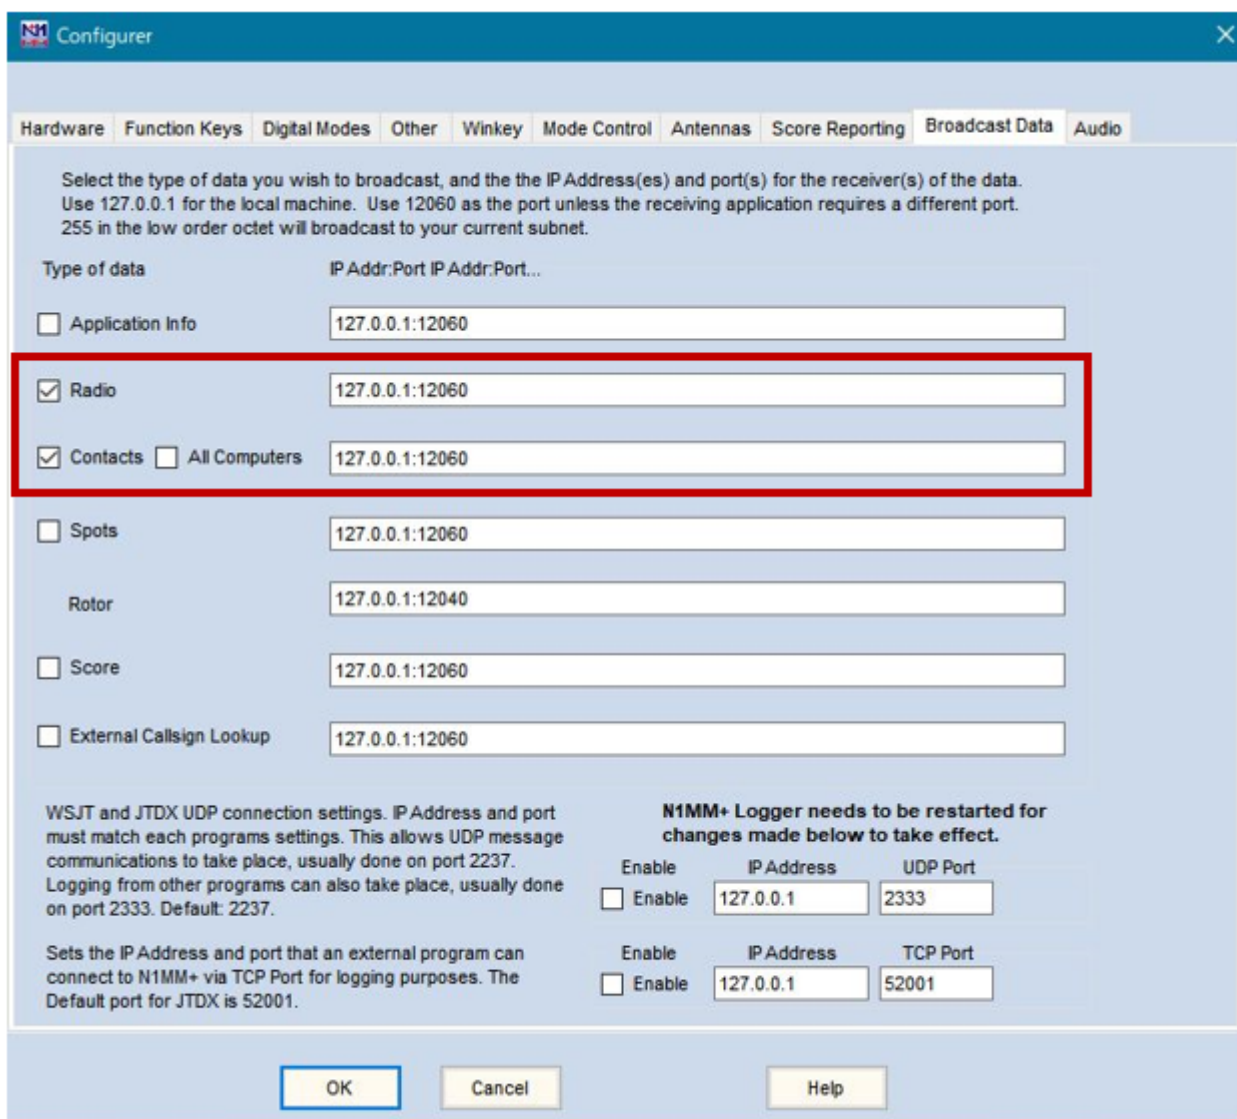 N1MM Configurer
Hardware Function Keys Digital Modes Other Winkey Mode Control Antennas Score Reporting Broadcast Data Audio
Select the type of data you wish to broadcast, and the the IP Address(es) and port(s) for the receiver(s) of the data.
Use 127.0.0.1 for the local machine. Use 12060 as the port unless the receiving application requires a different port.
255 in the low order octet will broadcast to your current subnet.
Type of data IP Addr:Port IP Addr:Port...
Application Info 127.0.0.1:12060
Radio 127.0.0.1:12060
Contacts All Computers 127.0.0.1:12060
Spots 127.0.0.1:12060
Rotor 127.0.0.1:12040
Score 127.0.0.1:12060
External Callsign Lookup 127.0.0.1:12060
WSJT and JTDX UDP connection settings. IP Address and port
must match each programs settings. This allows UDP message
communications to take place, usually done on port 2237.
Logging from other programs can also take place, usually done
on port 2333. Default: 2237.
N1MM+ Logger needs to be restarted for
changes made below to take effect.
Enable IP Address UDP Port
Enable 127.0.0.1 2333
Sets the IP Address and port that an external program can
connect to N1MM+ via TCP Port for logging purposes. The
Default port for JTDX is 52001.
Enable IP Address TCP Port
Enable 127.0.0.1 52001
OK Cancel Help